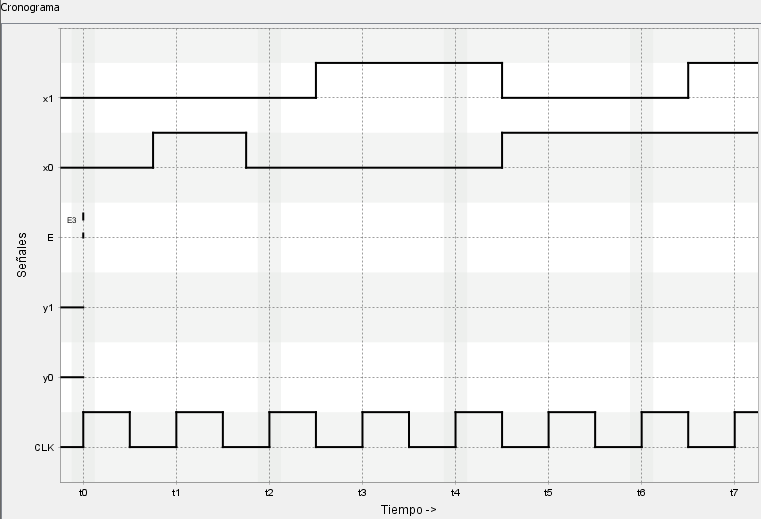 Cronograma
x1
x0
E3
E
y1
y0
CLK
Señales
t0 t1 t2 t3 t4 t5 t6 t7
Tiempo ->